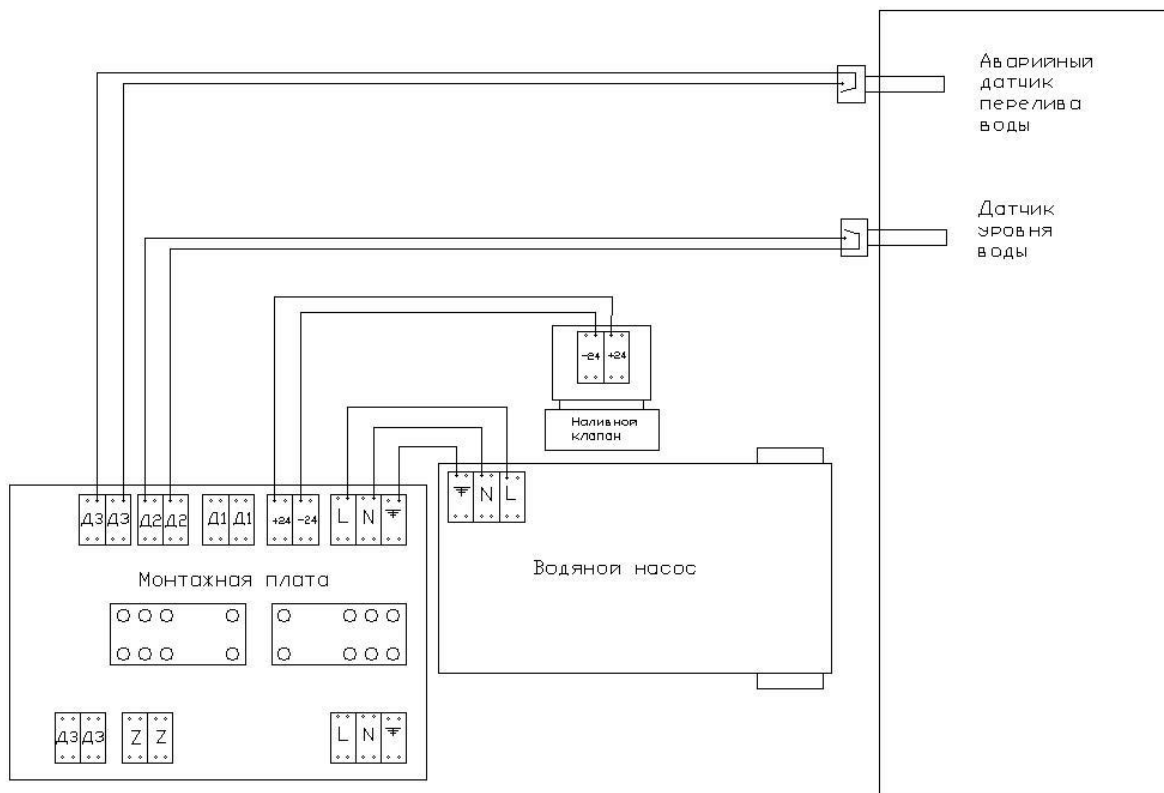 Аварийный
датчик
перелива
воды
Датчик
уровня
воды
-24 +24
Наливной
клапан
N L
Д3 Д3 Д2 Д2 Д1 Д1 +24 -24 L N
Водяной насос
Монтажная плата
Д3 Д3 Z Z L N